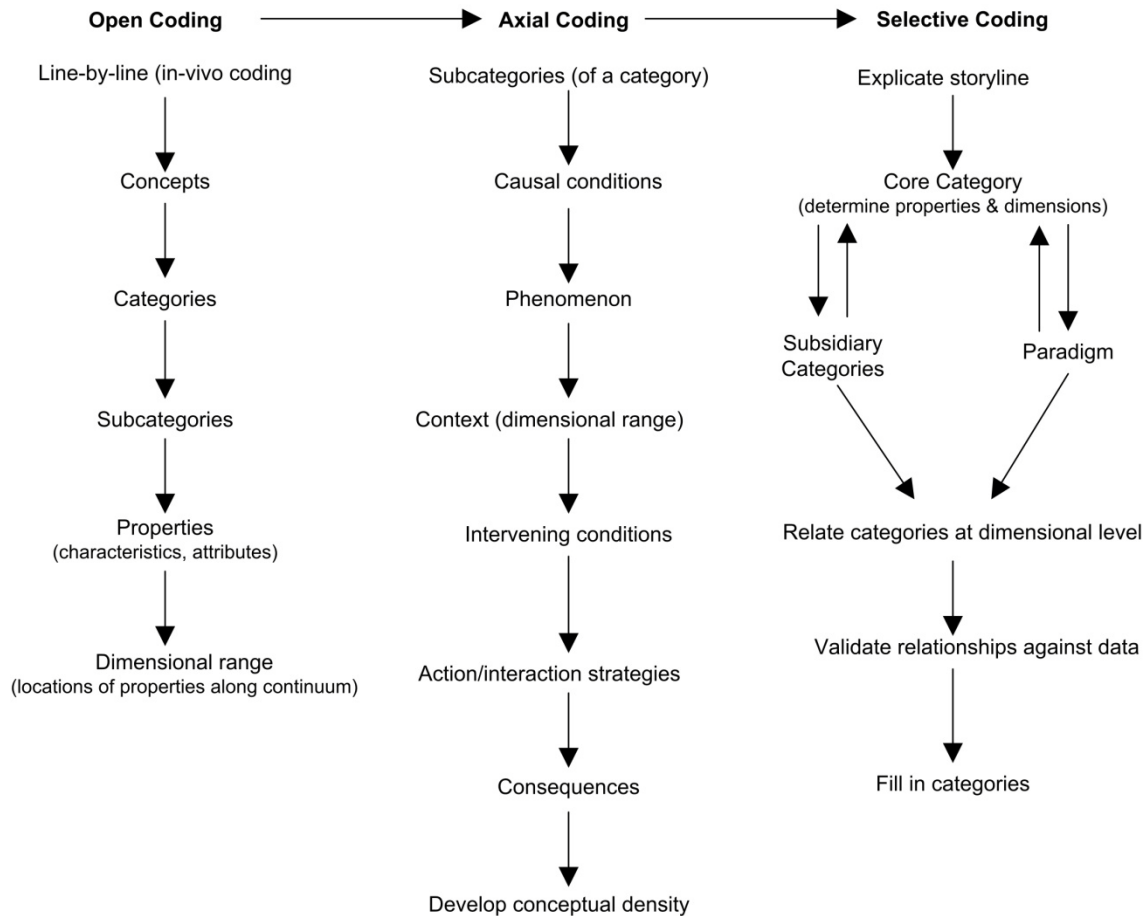 Open Coding
Axial Coding
Selective Coding
Line-by-line (in-vivo coding
Concepts
Categories
Subcategories
Properties
(characteristics, attributes)
Dimensional range
(locations of properties along continuum)
Subcategories (of a category)
Causal conditions
Phenomenon
Context (dimensional range)
Intervening conditions
Action/interaction strategies
Consequences
Develop conceptual density
Explicate storyline
Core Category
(determine properties & dimensions)
Subsidiary
Categories
Paradigm
Relate categories at dimensional level
Validate relationships against data
Fill in categories